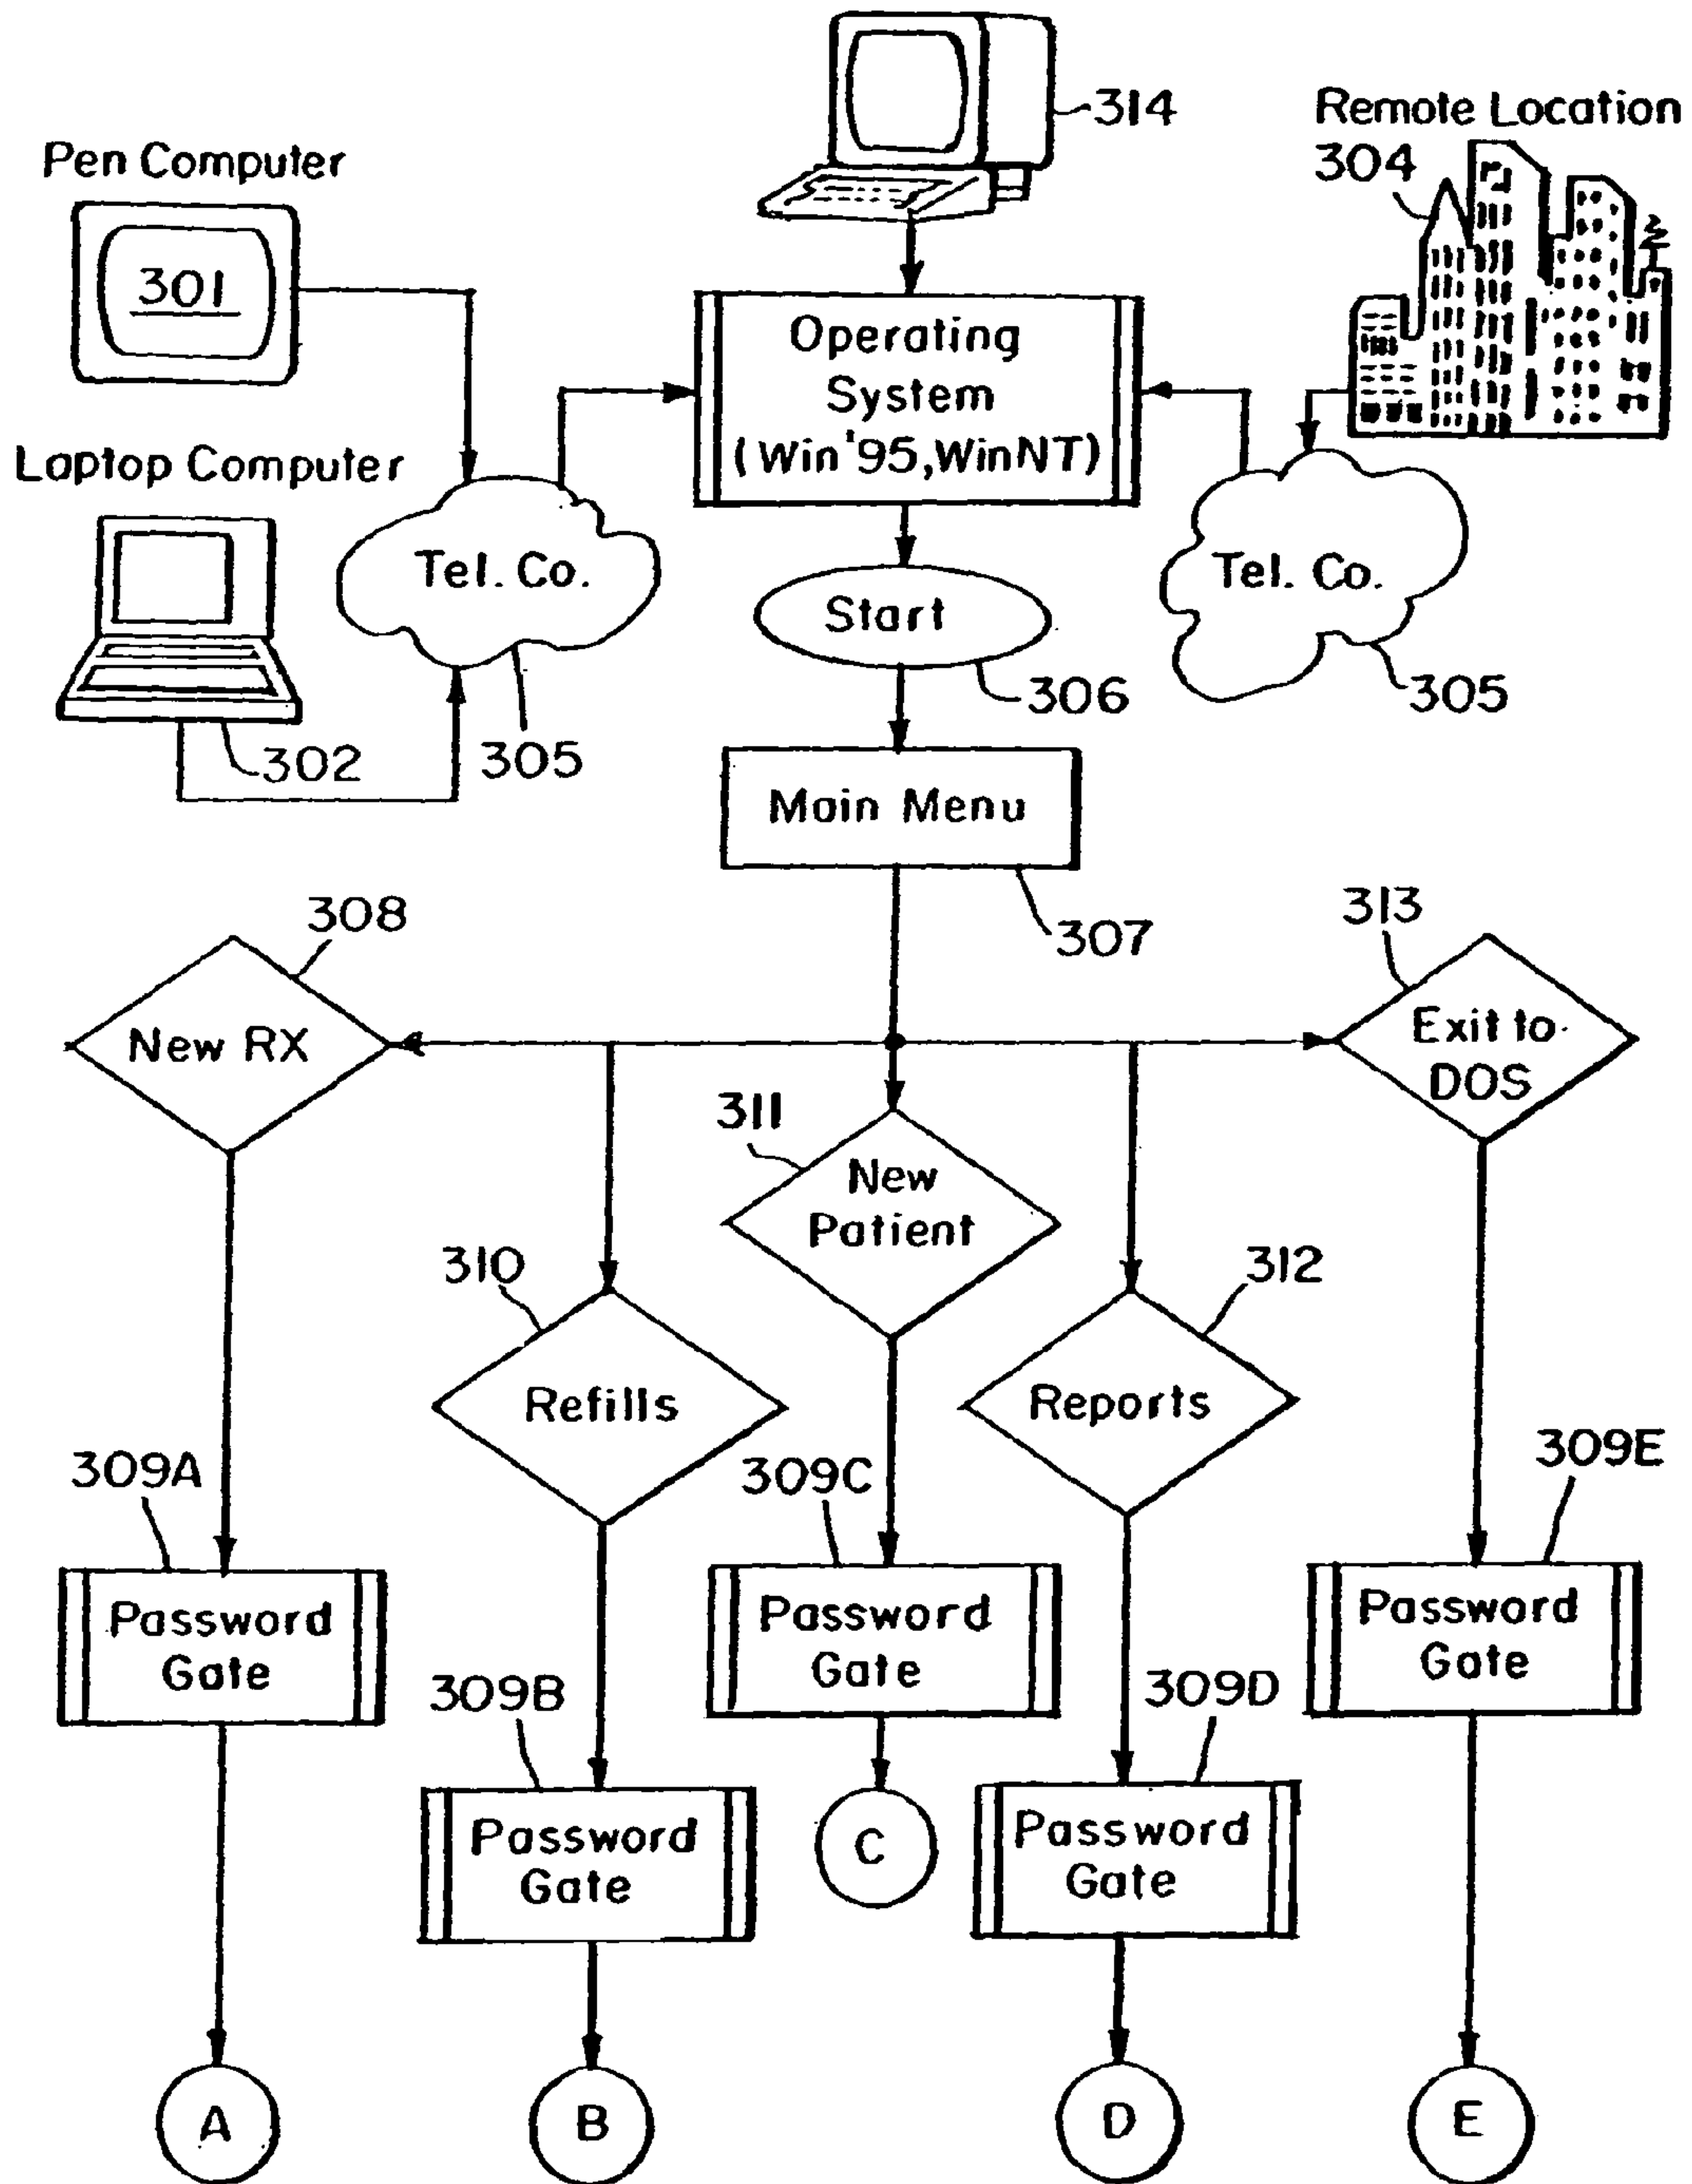 314
Remote Location
304
Pen Computer
301
Operating
System
(Win'95, WinNT)
Laptop Computer
Tel. Co.
Start
Tel. Co.
306
305
302
305
Main Menu
308
307
313
New RX
Exit to
DOS
311
New
Patient
310
312
Refills
Reports
309A
309C
309E
Password
Gate
Password
Gate
Password
Gate
309B
309D
Password
Gate
C
Password
Gate
A
B
D
E